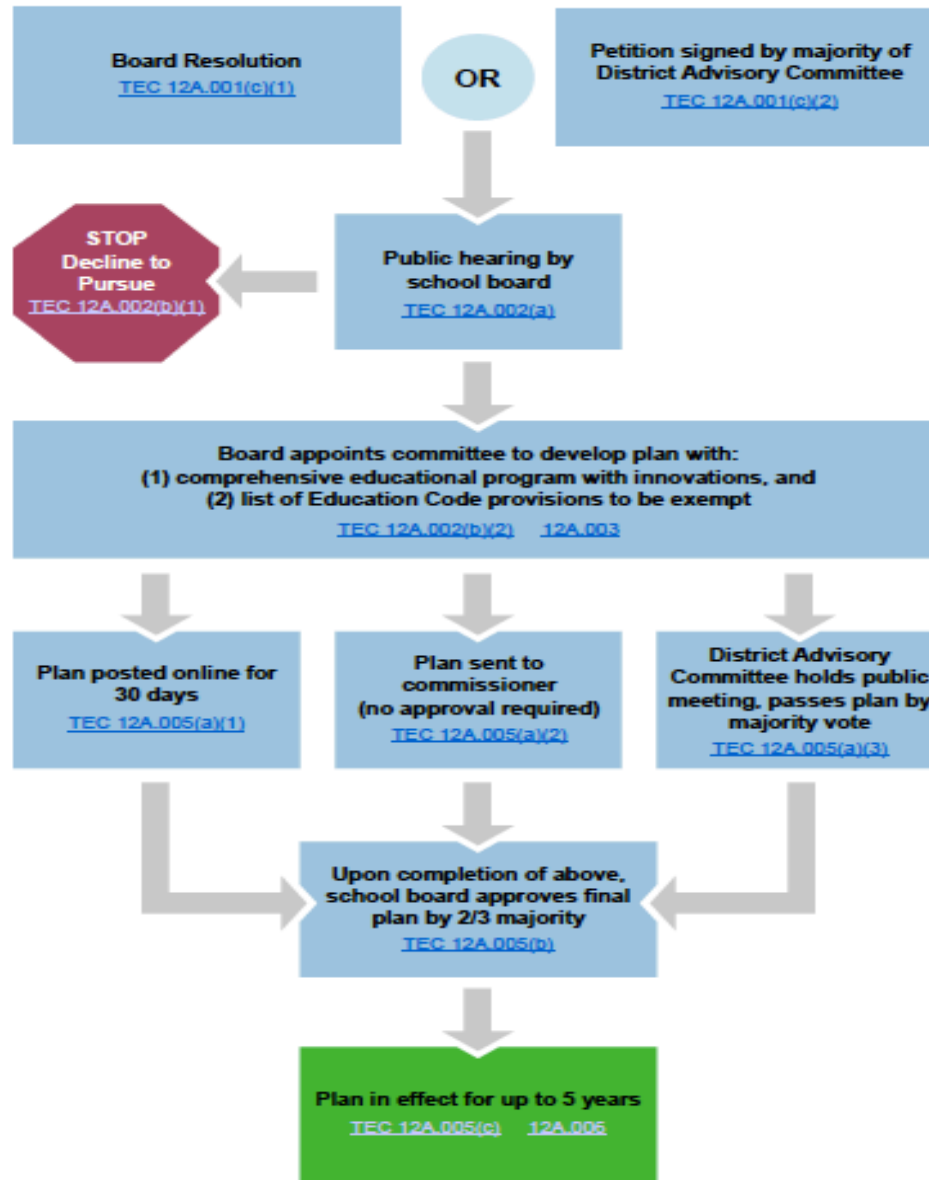 Board Resolution
TEC 12A.001(c)(1)
OR
Petition signed by majority of
District Advisory Committee
TEC 12A.001(c)(2)
STOP
Decline to
Pursue
TEC 12A.002(b)(1)
Public hearing by
school board
TEC 12A.002(a)
Board appoints committee to develop plan with:
(1) comprehensive educational program with innovations, and
(2) list of Education Code provisions to be exempt
TEC 12A.002(b)(2) 12A.003
Plan posted online for
30 days
TEC 12A.005(a)(1)
Plan sent to
commissioner
(no approval required)
TEC 12A.005(a)(2)
District Advisory
Committee holds public
meeting, passes plan by
majority vote
TEC 12A.005(a)(3)
Upon completion of above,
school board approves final
plan by 2/3 majority
TEC 12A.005(b)
Plan in effect for up to 5 years
TEC 12A.005(c) 12A.006